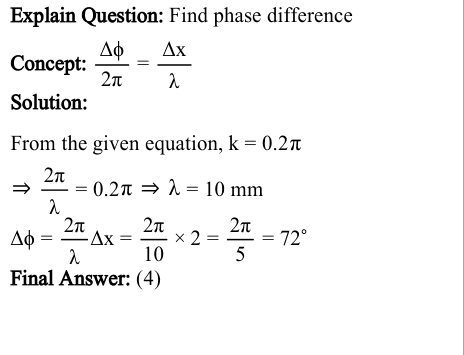 Explain Question: Find phase difference
Concept: Δϕ/2π = Δx/λ
Solution:
From the given equation, k = 0.2π
⇒ 2π/λ = 0.2π ⇒ λ = 10 mm
Δϕ = 2π/λ Δx = 2π/10 × 2 = 2π/5 = 72°
Final Answer: (4)